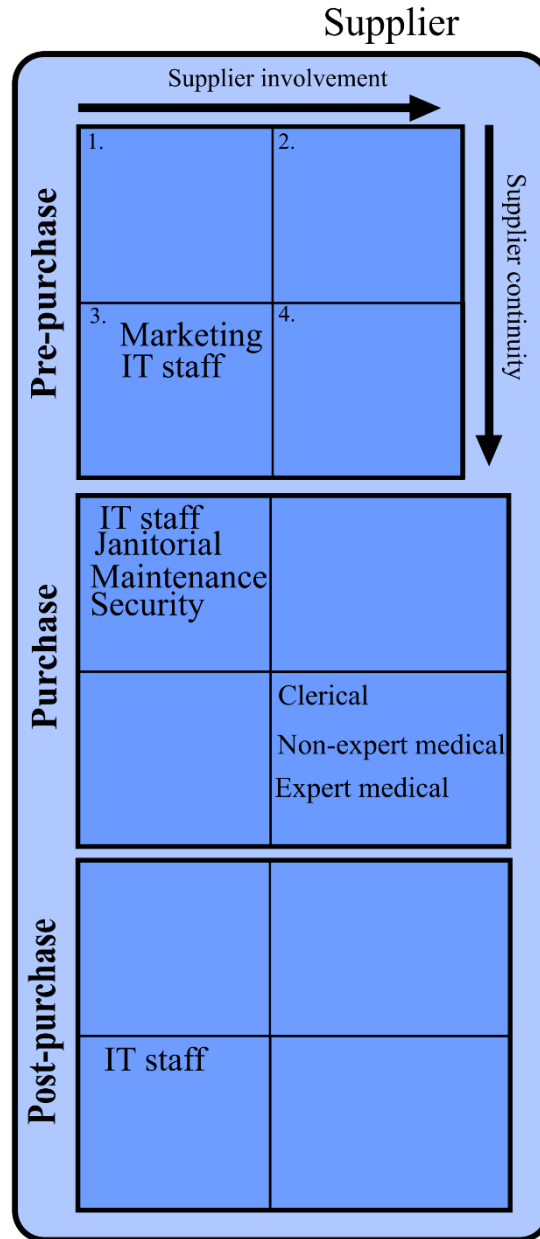 Supplier
Supplier involvement
Supplier continuity
Pre-purchase
1.
2.
3.
Marketing
IT staff
4.
Purchase
IT staff
Janitorial
Maintenance
Security
Clerical
Non-expert medical
Expert medical
Post-purchase
IT staff